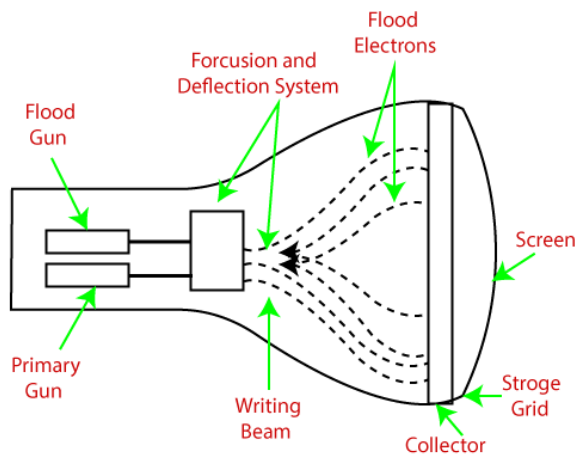 Flood
Electrons
Forcusion and
Deflection System
Flood
Gun
Screen
Primary
Gun
Writing
Beam
Stroge
Grid
Collector